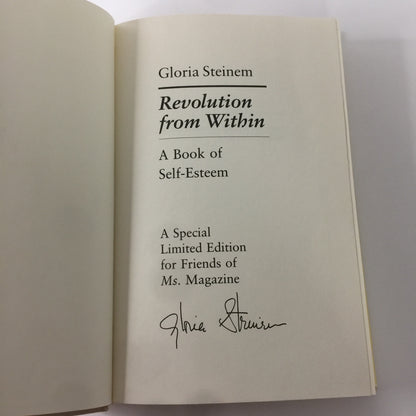 Gloria Steinem
Revolution
from Within
A Book of
Self-Esteem
A Special
Limited Edition
for Friends of
Ms. Magazine
Gloria Steinem